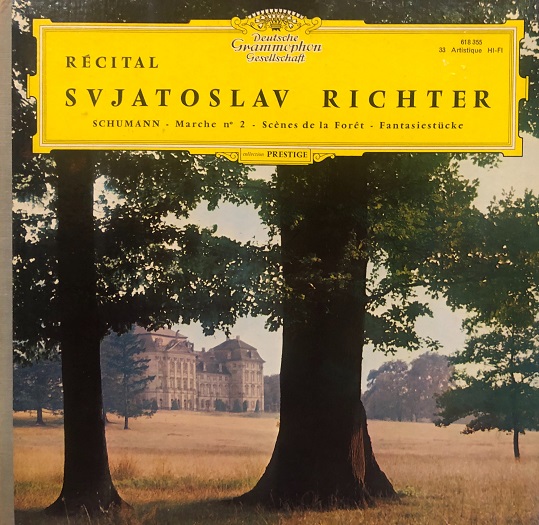 Deutsche
Grammophon
Gesellschaft
618 355
33 Artistique HI-FI
RÉCITAL
SVJATOSLAV RICHTER
SCHUMANN - Marche nº 2 - Scènes de la Forêt - Fantasiestücke
collection PRESTIGE